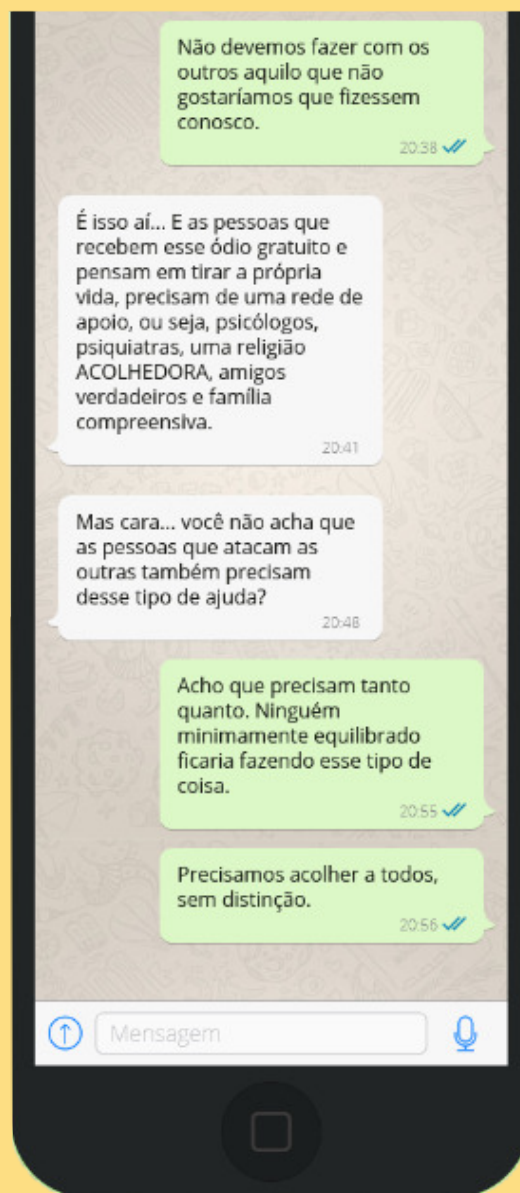 Não devemos fazer com os
outros aquilo que não
gostaríamos que fizessem
conosco.
20:38
É isso aí... E as pessoas que
recebem esse ódio gratuito e
pensam em tirar a própria
vida, precisam de uma rede de
apoio, ou seja, psicólogos,
psiquiatras, uma religião
ACOLHEDORA, amigos
verdadeiros e família
compreensiva.
20:41
Mas cara... você não acha que
as pessoas que atacam as
outras também precisam
desse tipo de ajuda?
20:48
Acho que precisam tanto
quanto. Ninguém
minimamente equilibrado
ficaria fazendo esse tipo de
coisa.
20:55
Precisamos acolher a todos,
sem distinção.
20:56
Mensagem